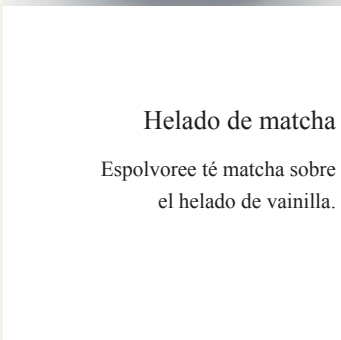 Helado de matcha
Espolvoree té matcha sobre
el helado de vainilla.